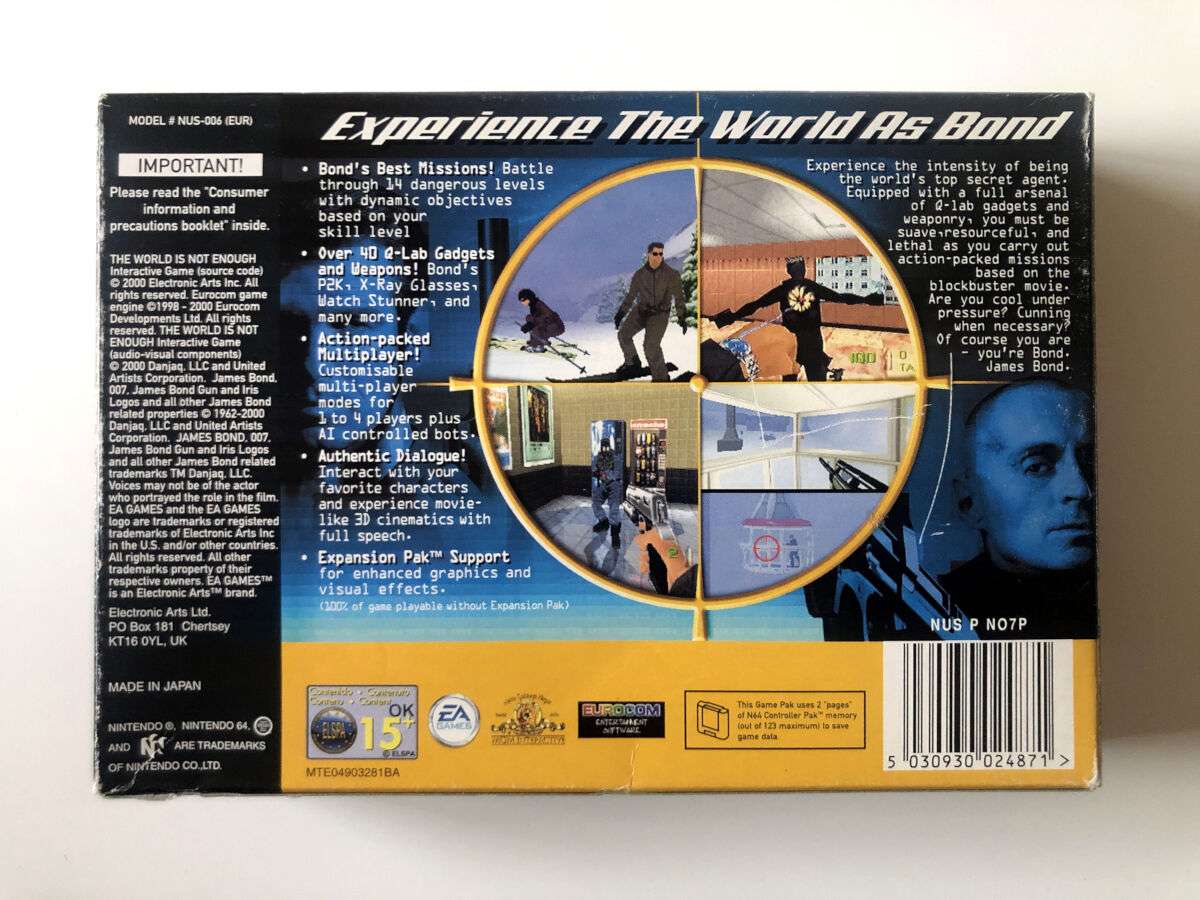 MODEL # NUS-006 (EUR)
IMPORTANT!
Please read the "Consumer
information and
precautions booklet" inside.
THE WORLD IS NOT ENOUGH
Interactive Game (source code)
© 2000 Electronic Arts Inc. All
rights reserved. Eurocom game
engine ©1998 - 2000 Eurocom
Developments Ltd. All rights
reserved. THE WORLD IS NOT
ENOUGH Interactive Game
(audio-visual components)
© 2000 Danjaq, LLC and United
Artists Corporation. James Bond,
007, James Bond Gun and Iris
Logos and all other James Bond
related properties © 1962-2000
Danjaq, LLC and United Artists
Corporation. JAMES BOND, 007,
James Bond Gun and Iris Logos
and all other James Bond related
trademarks TM Danjaq, LLC.
Voices may not be of the actor
who portrayed the role in the film.
EA GAMES and the EA GAMES
logo are trademarks or registered
trademarks of Electronic Arts Inc
in the U.S. and/or other countries.
All rights reserved. All other
trademarks property of their
respective owners. EA GAMES™
is an Electronic Arts™ brand.
Electronic Arts Ltd.
PO Box 181 Chertsey
KT16 0YL, UK
MADE IN JAPAN
NINTENDO ®, NINTENDO 64,
AND N ARE TRADEMARKS
OF NINTENDO CO.,LTD.
Experience The World As Bond
• Bond's Best Missions! Battle
through 14 dangerous levels
with dynamic objectives
based on your
skill level
• Over 40 Q-Lab Gadgets
and Weapons! Bond's
P2K, X-Ray Glasses,
Watch Stunner, and
many more.
• Action-packed
Multiplayer!
Customisable
multi-player
modes for
1 to 4 players plus
AI controlled bots.
• Authentic Dialogue!
Interact with your
favorite characters
and experience movie-
like 3D cinematics with
full speech.
• Expansion Pak™ Support
for enhanced graphics and
visual effects.
(100% of game playable without Expansion Pak)
Experience the intensity of being
the world's top secret agent.
Equipped with a full arsenal
of Q-lab gadgets and
weaponry, you must be
suave,resourceful, and
lethal as you carry out
action-packed missions
based on the
blockbuster movie.
Are you cool under
pressure? Cunning
when necessary?
Of course you are
- you're Bond.
James Bond.
100
0
TA
2
NUS P NO7P
Contenido • Contenuto
Conteno • Content
ELSPA
OK
15+
© ELSPA
MTE04903281BA
EA
GAMES
MGM INTERACTIVE
EUROCOM
ENTERTAINMENT
SOFTWARE
This Game Pak uses 2 "pages"
of N64 Controller Pak™ memory
(out of 123 maximum) to save
game data.
5 030930 024871 >